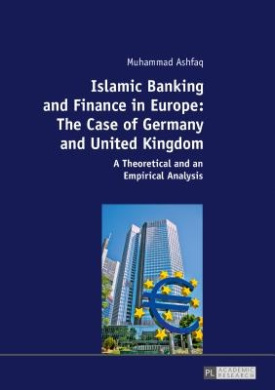 Muhammad Ashfaq
Islamic Banking
and Finance in Europe:
The Case of Germany
and United Kingdom
A Theoretical and an
Empirical Analysis
PL ACADEMIC
RESEARCH